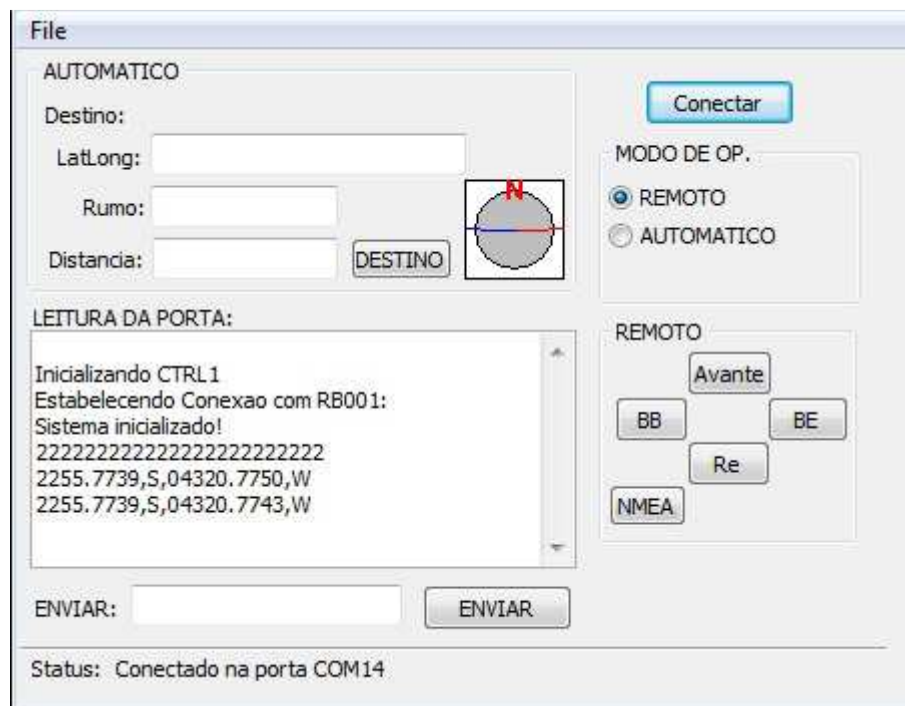 File
AUTOMATICO
Destino:
LatLong:
Rumo:
N
Distancia:
DESTINO
Conectar
MODO DE OP.
REMOTO
AUTOMATICO
LEITURA DA PORTA:
Inicializando CTRL1
Estabelecendo Conexao com RB001:
Sistema inicializado!
222222222222222222222222
2255.7739,S,04320.7750,W
2255.7739,S,04320.7743,W
REMOTO
Avante
BB
BE
Re
NMEA
ENVIAR:
ENVIAR
Status: Conectado na porta COM14